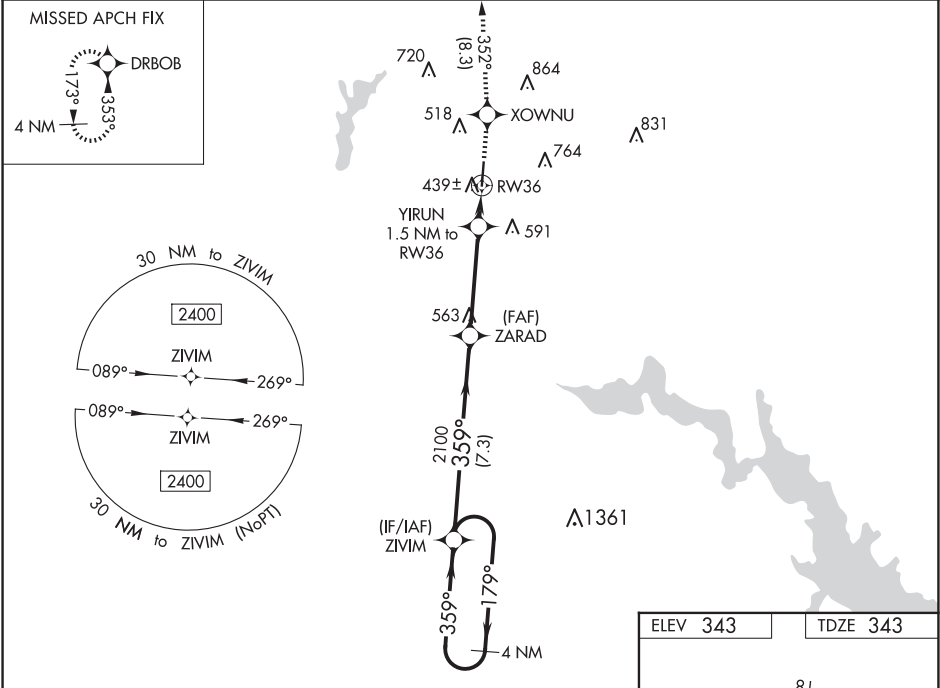 MISSED APCH FIX
DRBOB
173°
353°
4 NM
352°
(8.3)
720
864
518
XOWNU
831
764
439±
RW36
YIRUN
1.5 NM to
RW36
591
30 NM to ZIVIM
2400
ZIVIM
089°
269°
089°
269°
ZIVIM
2400
30 NM to ZIVIM (NoPT)
563
(FAF)
ZARAD
2100
359°
(7.3)
(IF/IAF)
ZIVIM
1361
359°
179°
4 NM
ELEV 343
TDZE 343